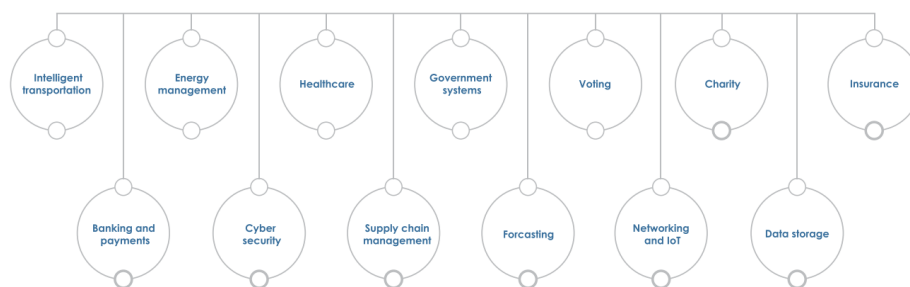 Intelligent
transportation
Energy
management
Healthcare
Government
systems
Voting
Charity
Insurance
Banking and
payments
Cyber
security
Supply chain
management
Forcasting
Networking
and IoT
Data storage